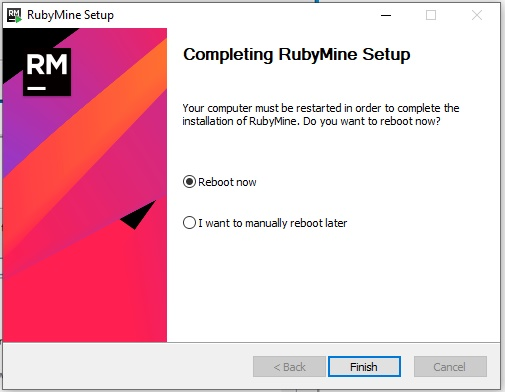 RM RubyMine Setup
RM
Completing RubyMine Setup
Your computer must be restarted in order to complete the
installation of RubyMine. Do you want to reboot now?
Reboot now
I want to manually reboot later
< Back
Finish
Cancel